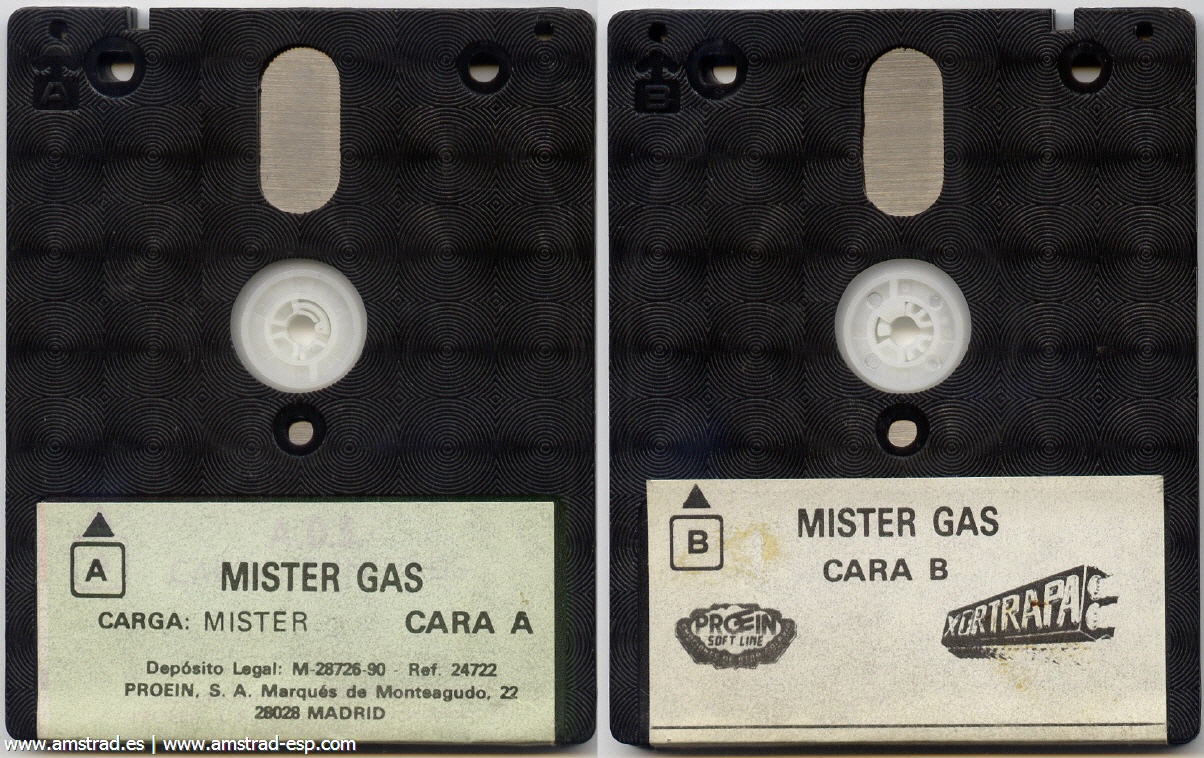 A
A
MISTER GAS
CARGA: MISTER CARA A
Depósito Legal: M-28726-90 - Ref. 24722
PROEIN, S. A. Marqués de Monteagudo, 22
28028 MADRID
www.amstrad.es | www.amstrad-esp.com
B
B
MISTER GAS
CARA B
PROEIN
SOFT LINE
XORTRAPA